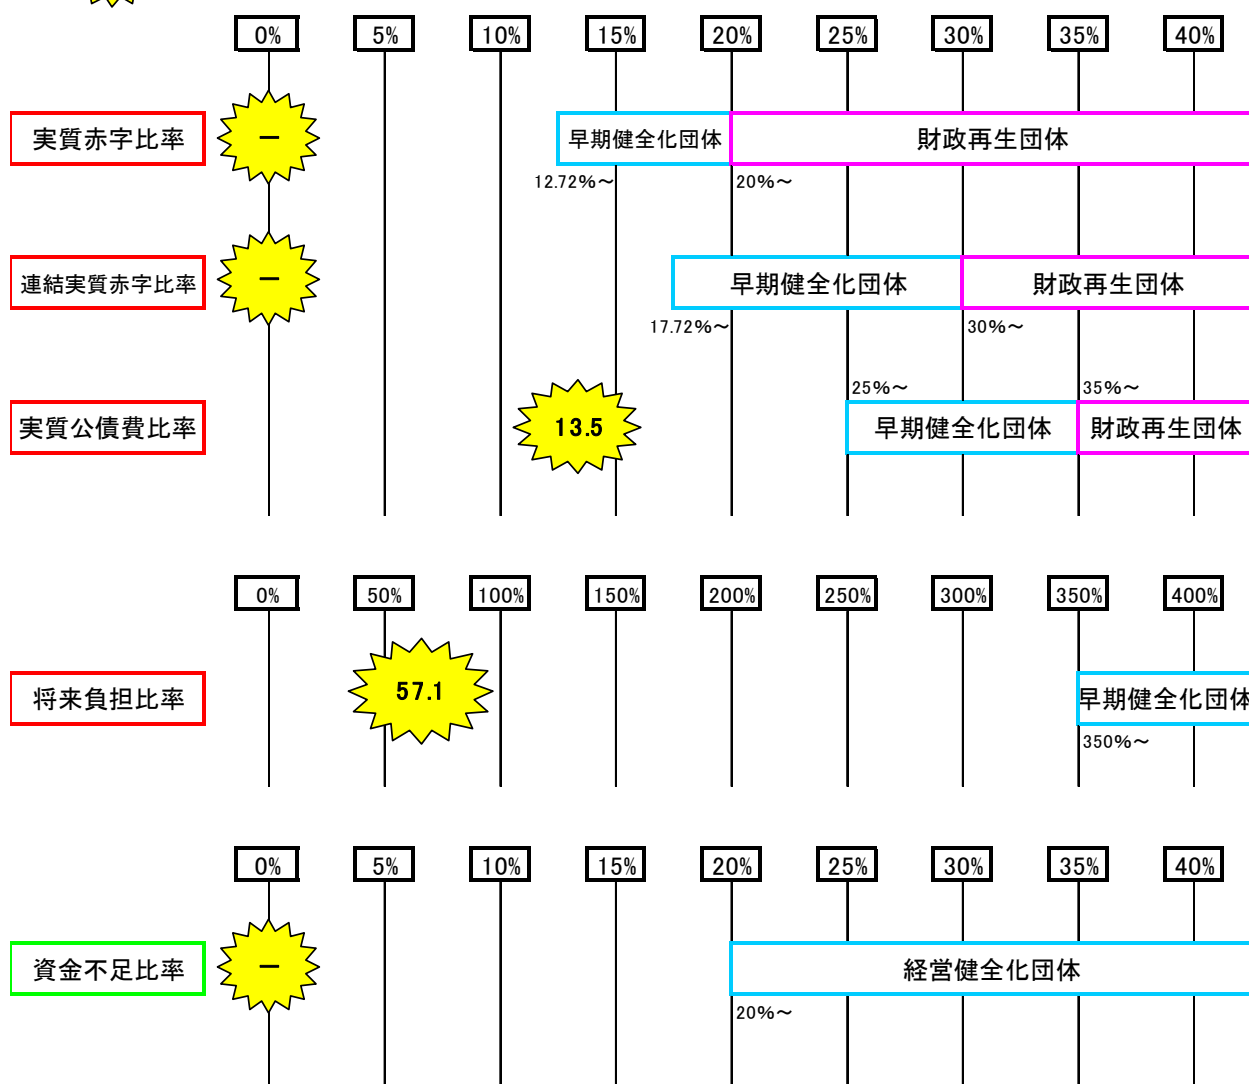 0% 5% 10% 15% 20% 25% 30% 35% 40%
実質赤字比率 － 早期健全化団体 財政再生団体
12.72%～ 20%～
連結実質赤字比率 － 早期健全化団体 財政再生団体
17.72%～ 30%～
25%～ 35%～
実質公債費比率 13.5 早期健全化団体 財政再生団体
0% 50% 100% 150% 200% 250% 300% 350% 400%
将来負担比率 57.1 早期健全化団体
350%～
0% 5% 10% 15% 20% 25% 30% 35% 40%
資金不足比率 － 経営健全化団体
20%～